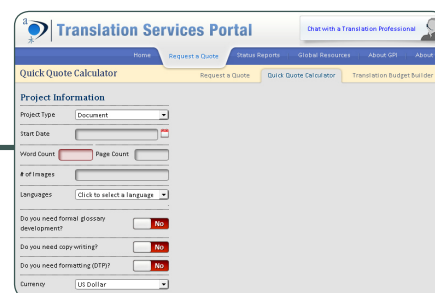 a
Translation Services Portal
Chat with a Translation Professional
Home Request a Quote Status Reports Global Resources About GPI About
Quick Quote Calculator
Request a Quote Quick Quote Calculator Translation Budget Builder
Project Information
Project Type Document
Start Date
Word Count Page Count
# of Images
Languages Click to select a language
Do you need formal glossary
development? No
Do you need copy writing? No
Do you need formatting (DTP)? No
Currency US Dollar